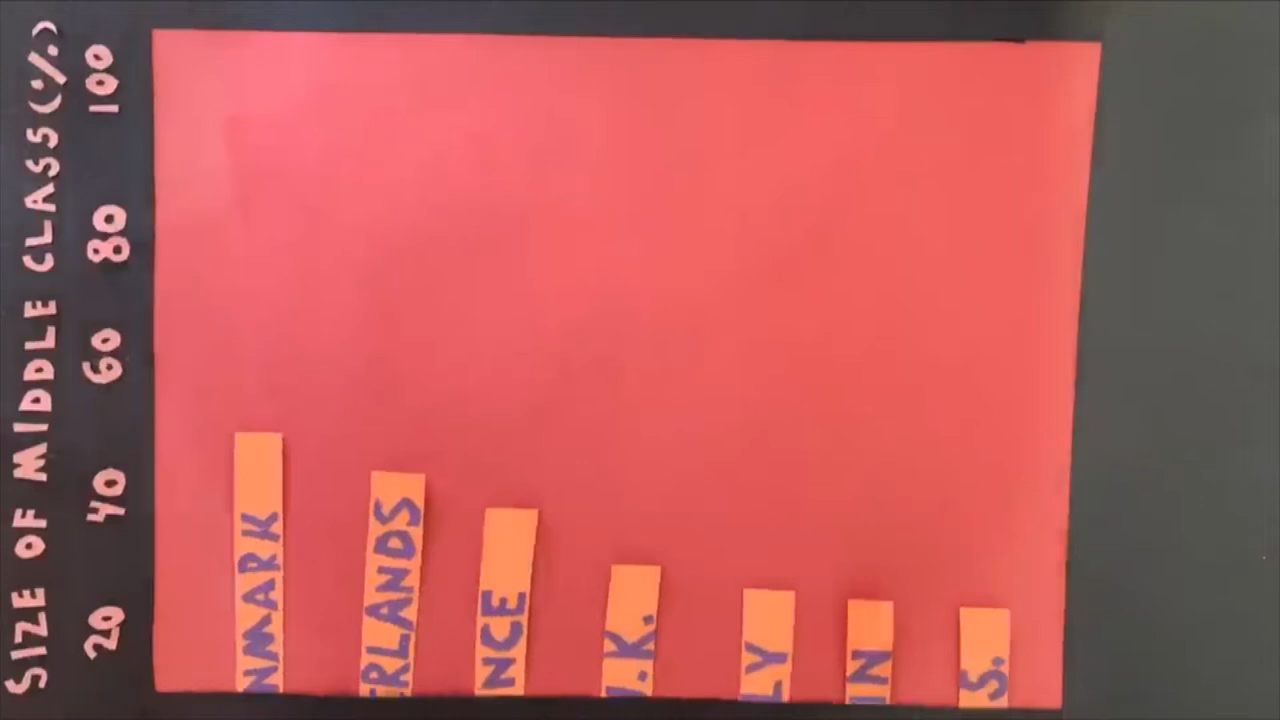 SIZE OF MIDDLE CLASS (%)
100
80
60
40
20
NMARK
ERLANDS
NCE
U.K.
LY
IN
S.